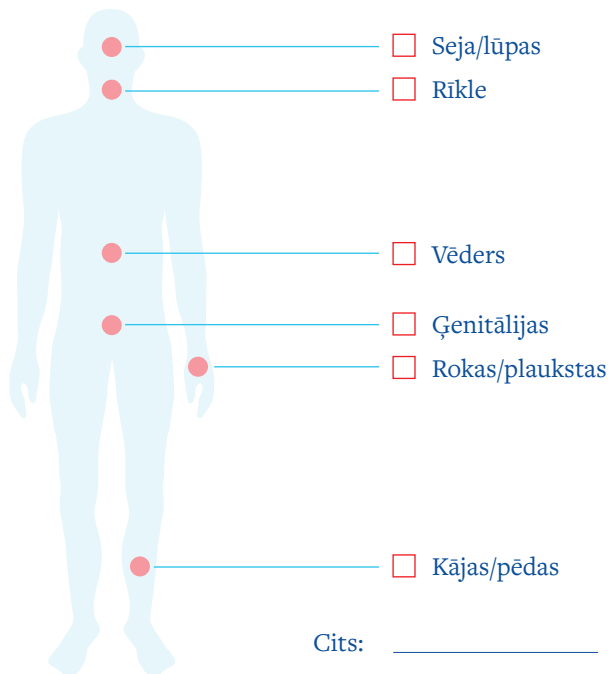 Seja/lūpas
Rīkle
Vēders
Ģenitālijas
Rokas/plaukstas
Kājas/pēdas
Cits: